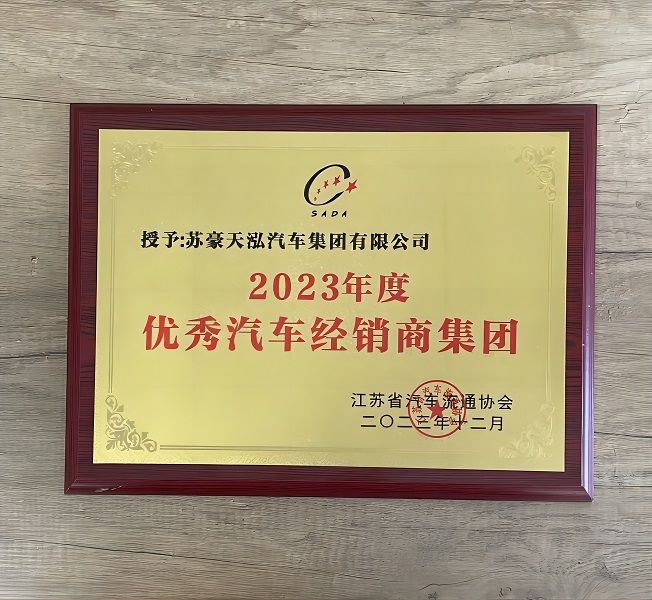 SADA
授予:苏豪天泓汽车集团有限公司
2023年度
优秀汽车经销商集团
江苏省汽车流通协会
二〇二三年十二月